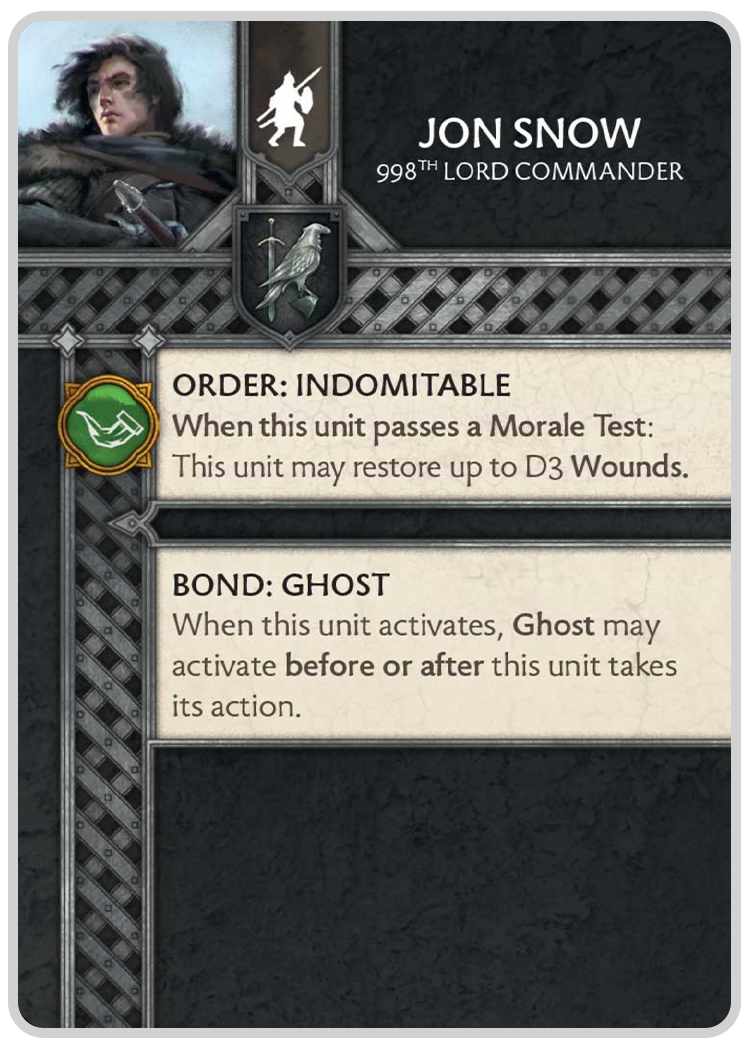 JON SNOW
998TH LORD COMMANDER
ORDER: INDOMITABLE
When this unit passes a Morale Test:
This unit may restore up to D3 Wounds.
BOND: GHOST
When this unit activates, Ghost may
activate before or after this unit takes
its action.